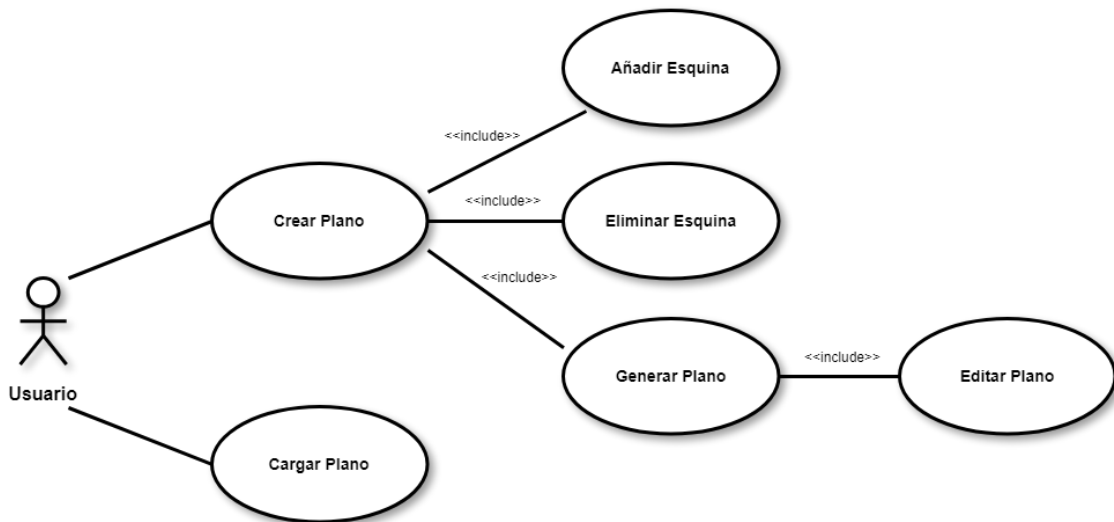 Añadir Esquina
<<include>>
<<include>>
Crear Plano
Eliminar Esquina
<<include>>
<<include>>
Generar Plano
Editar Plano
Usuario
Cargar Plano